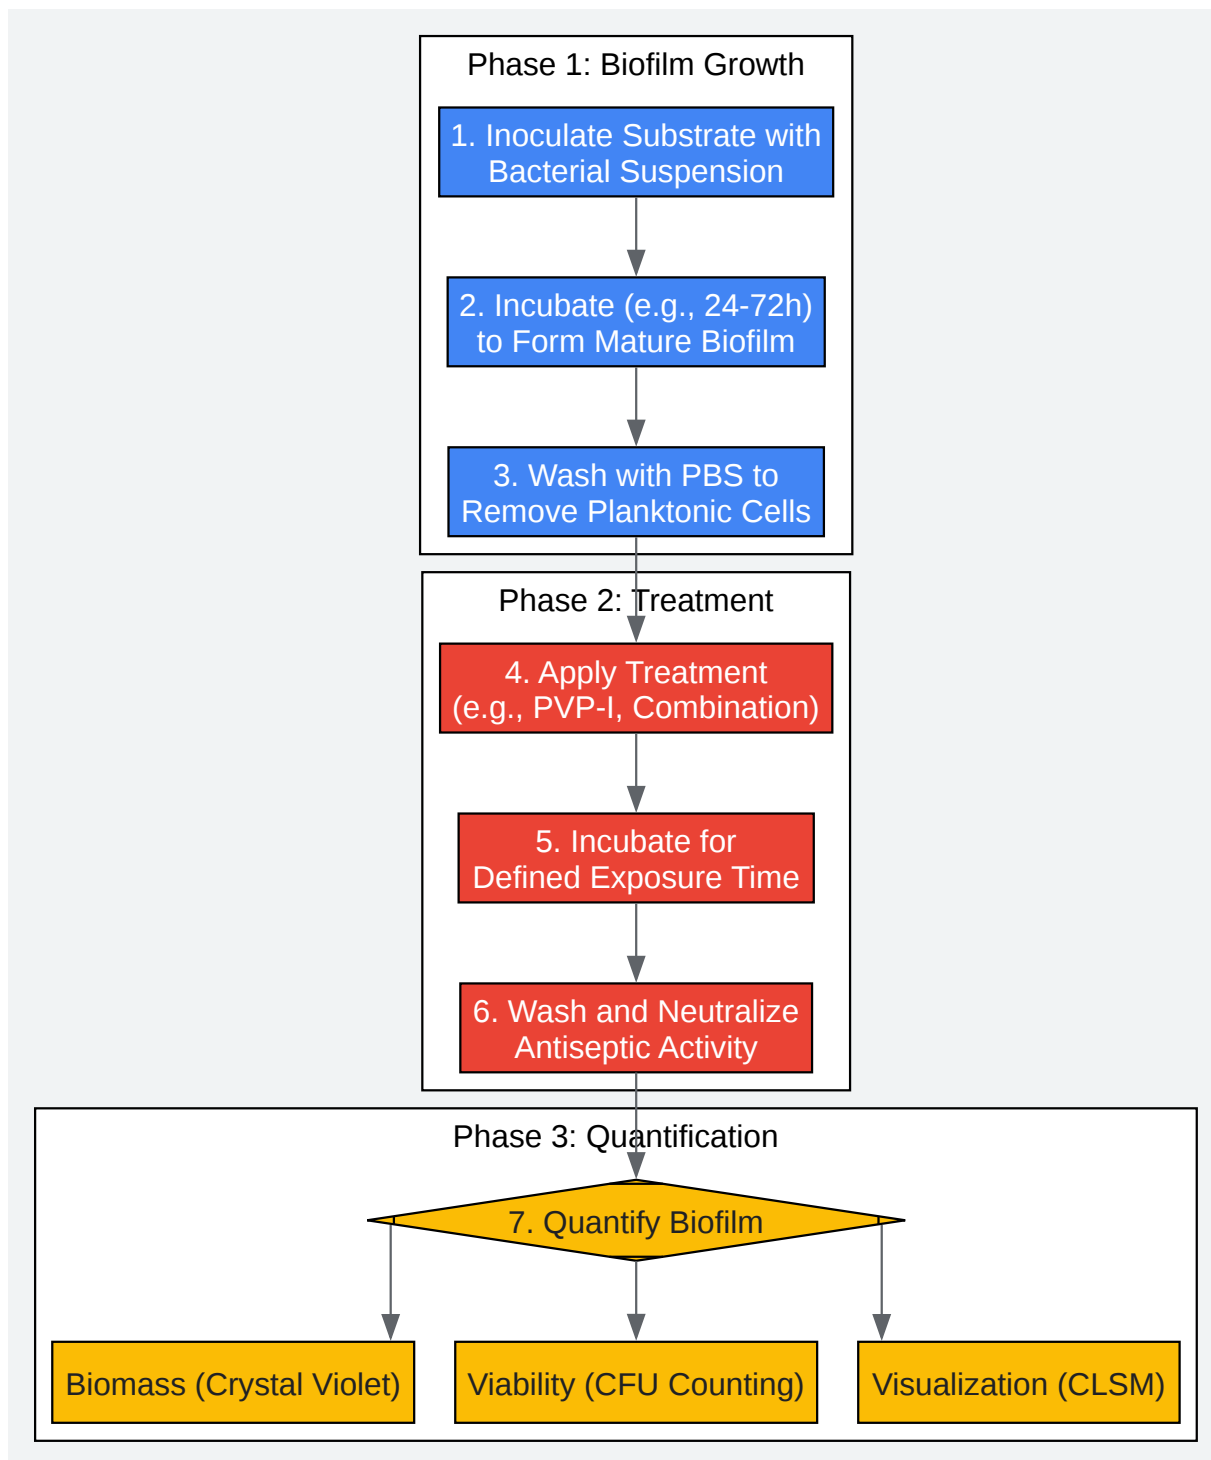 Phase 1: Biofilm Growth
1. Inoculate Substrate with
Bacterial Suspension
2. Incubate (e.g., 24-72h)
to Form Mature Biofilm
3. Wash with PBS to
Remove Planktonic Cells
Phase 2: Treatment
4. Apply Treatment
(e.g., PVP-I, Combination)
5. Incubate for
Defined Exposure Time
6. Wash and Neutralize
Antiseptic Activity
Phase 3: Quantification
7. Quantify Biofilm
Biomass (Crystal Violet)
Viability (CFU Counting)
Visualization (CLSM)